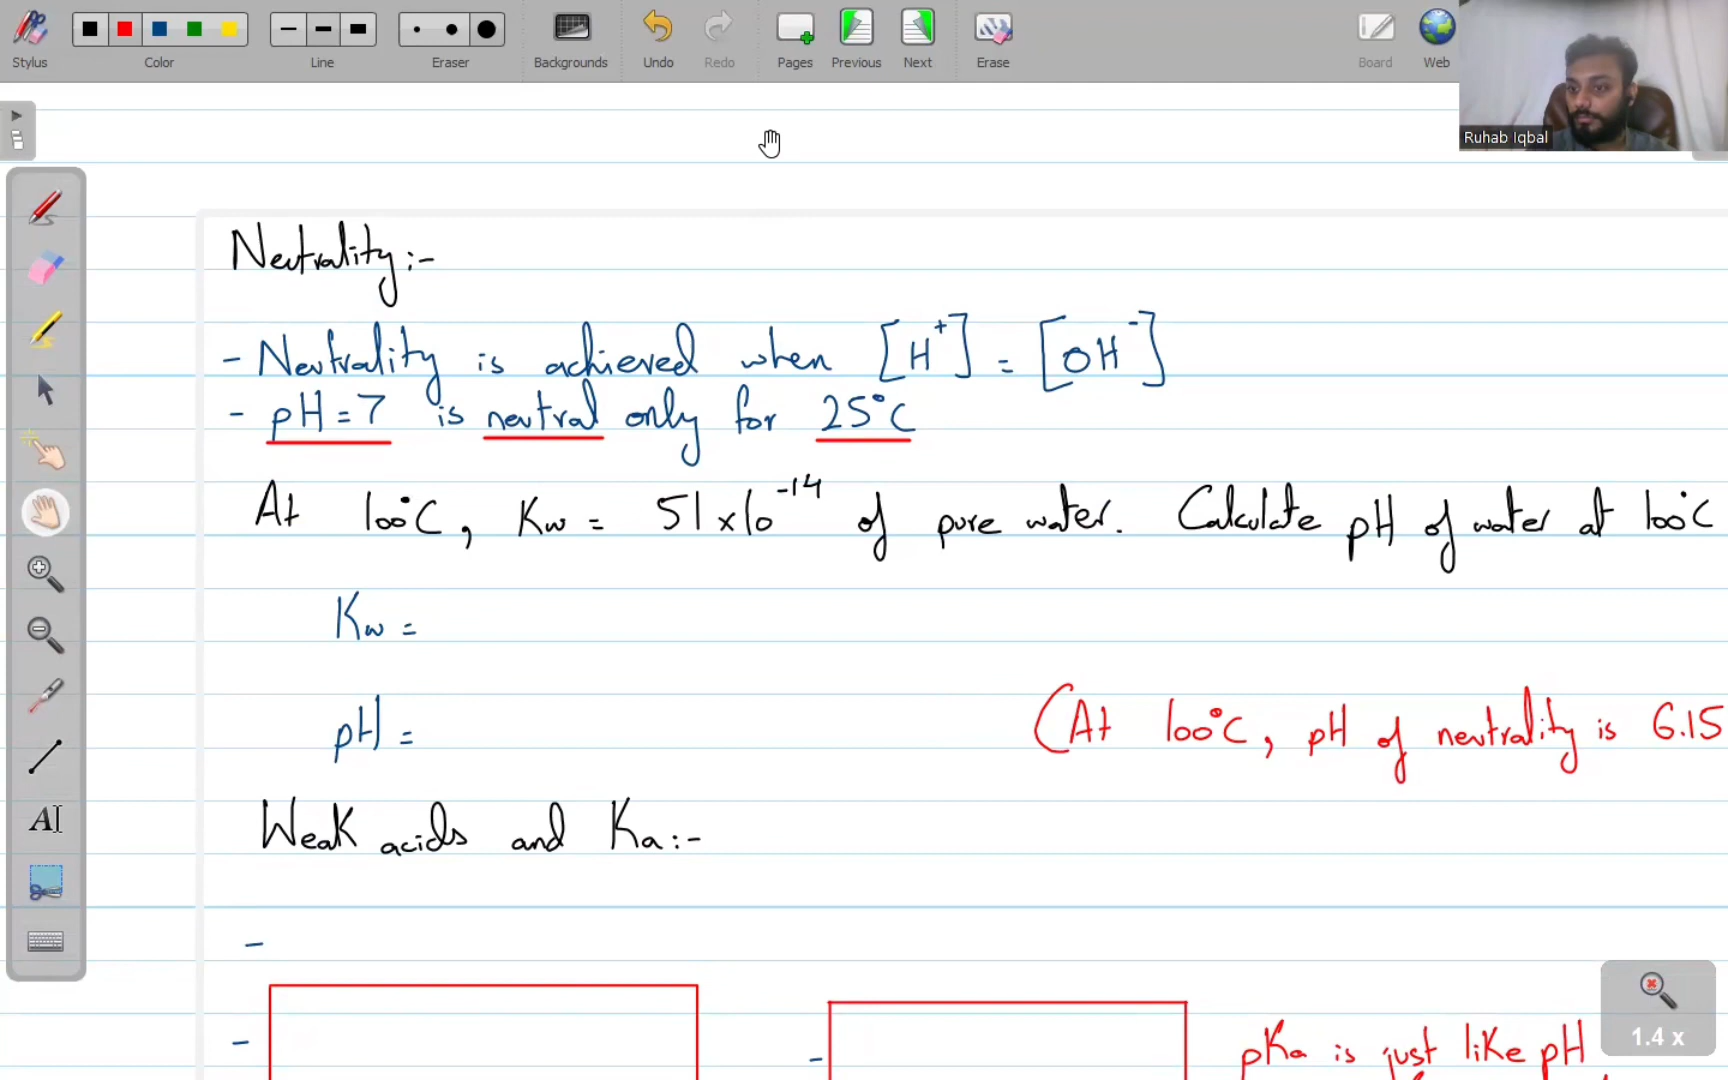 Stylus
Color
Line
Eraser
Backgrounds
Undo
Redo
Pages
Previous
Next
Erase
Board
Web
Ruhab Iqbal
Neutrality:-
- Neutrality is achieved when [H⁺] = [OH⁻]
- pH = 7 is neutral only for 25°C
At 100°C, Kw = 51 x 10⁻¹⁴ of pure water. Calculate pH of water at 100°C
Kw =
pH =
(At 100°C, pH of neutrality is 6.15
Weak acids and Ka:-
-
-
-
pKa is just like pH
AI
1.4 x